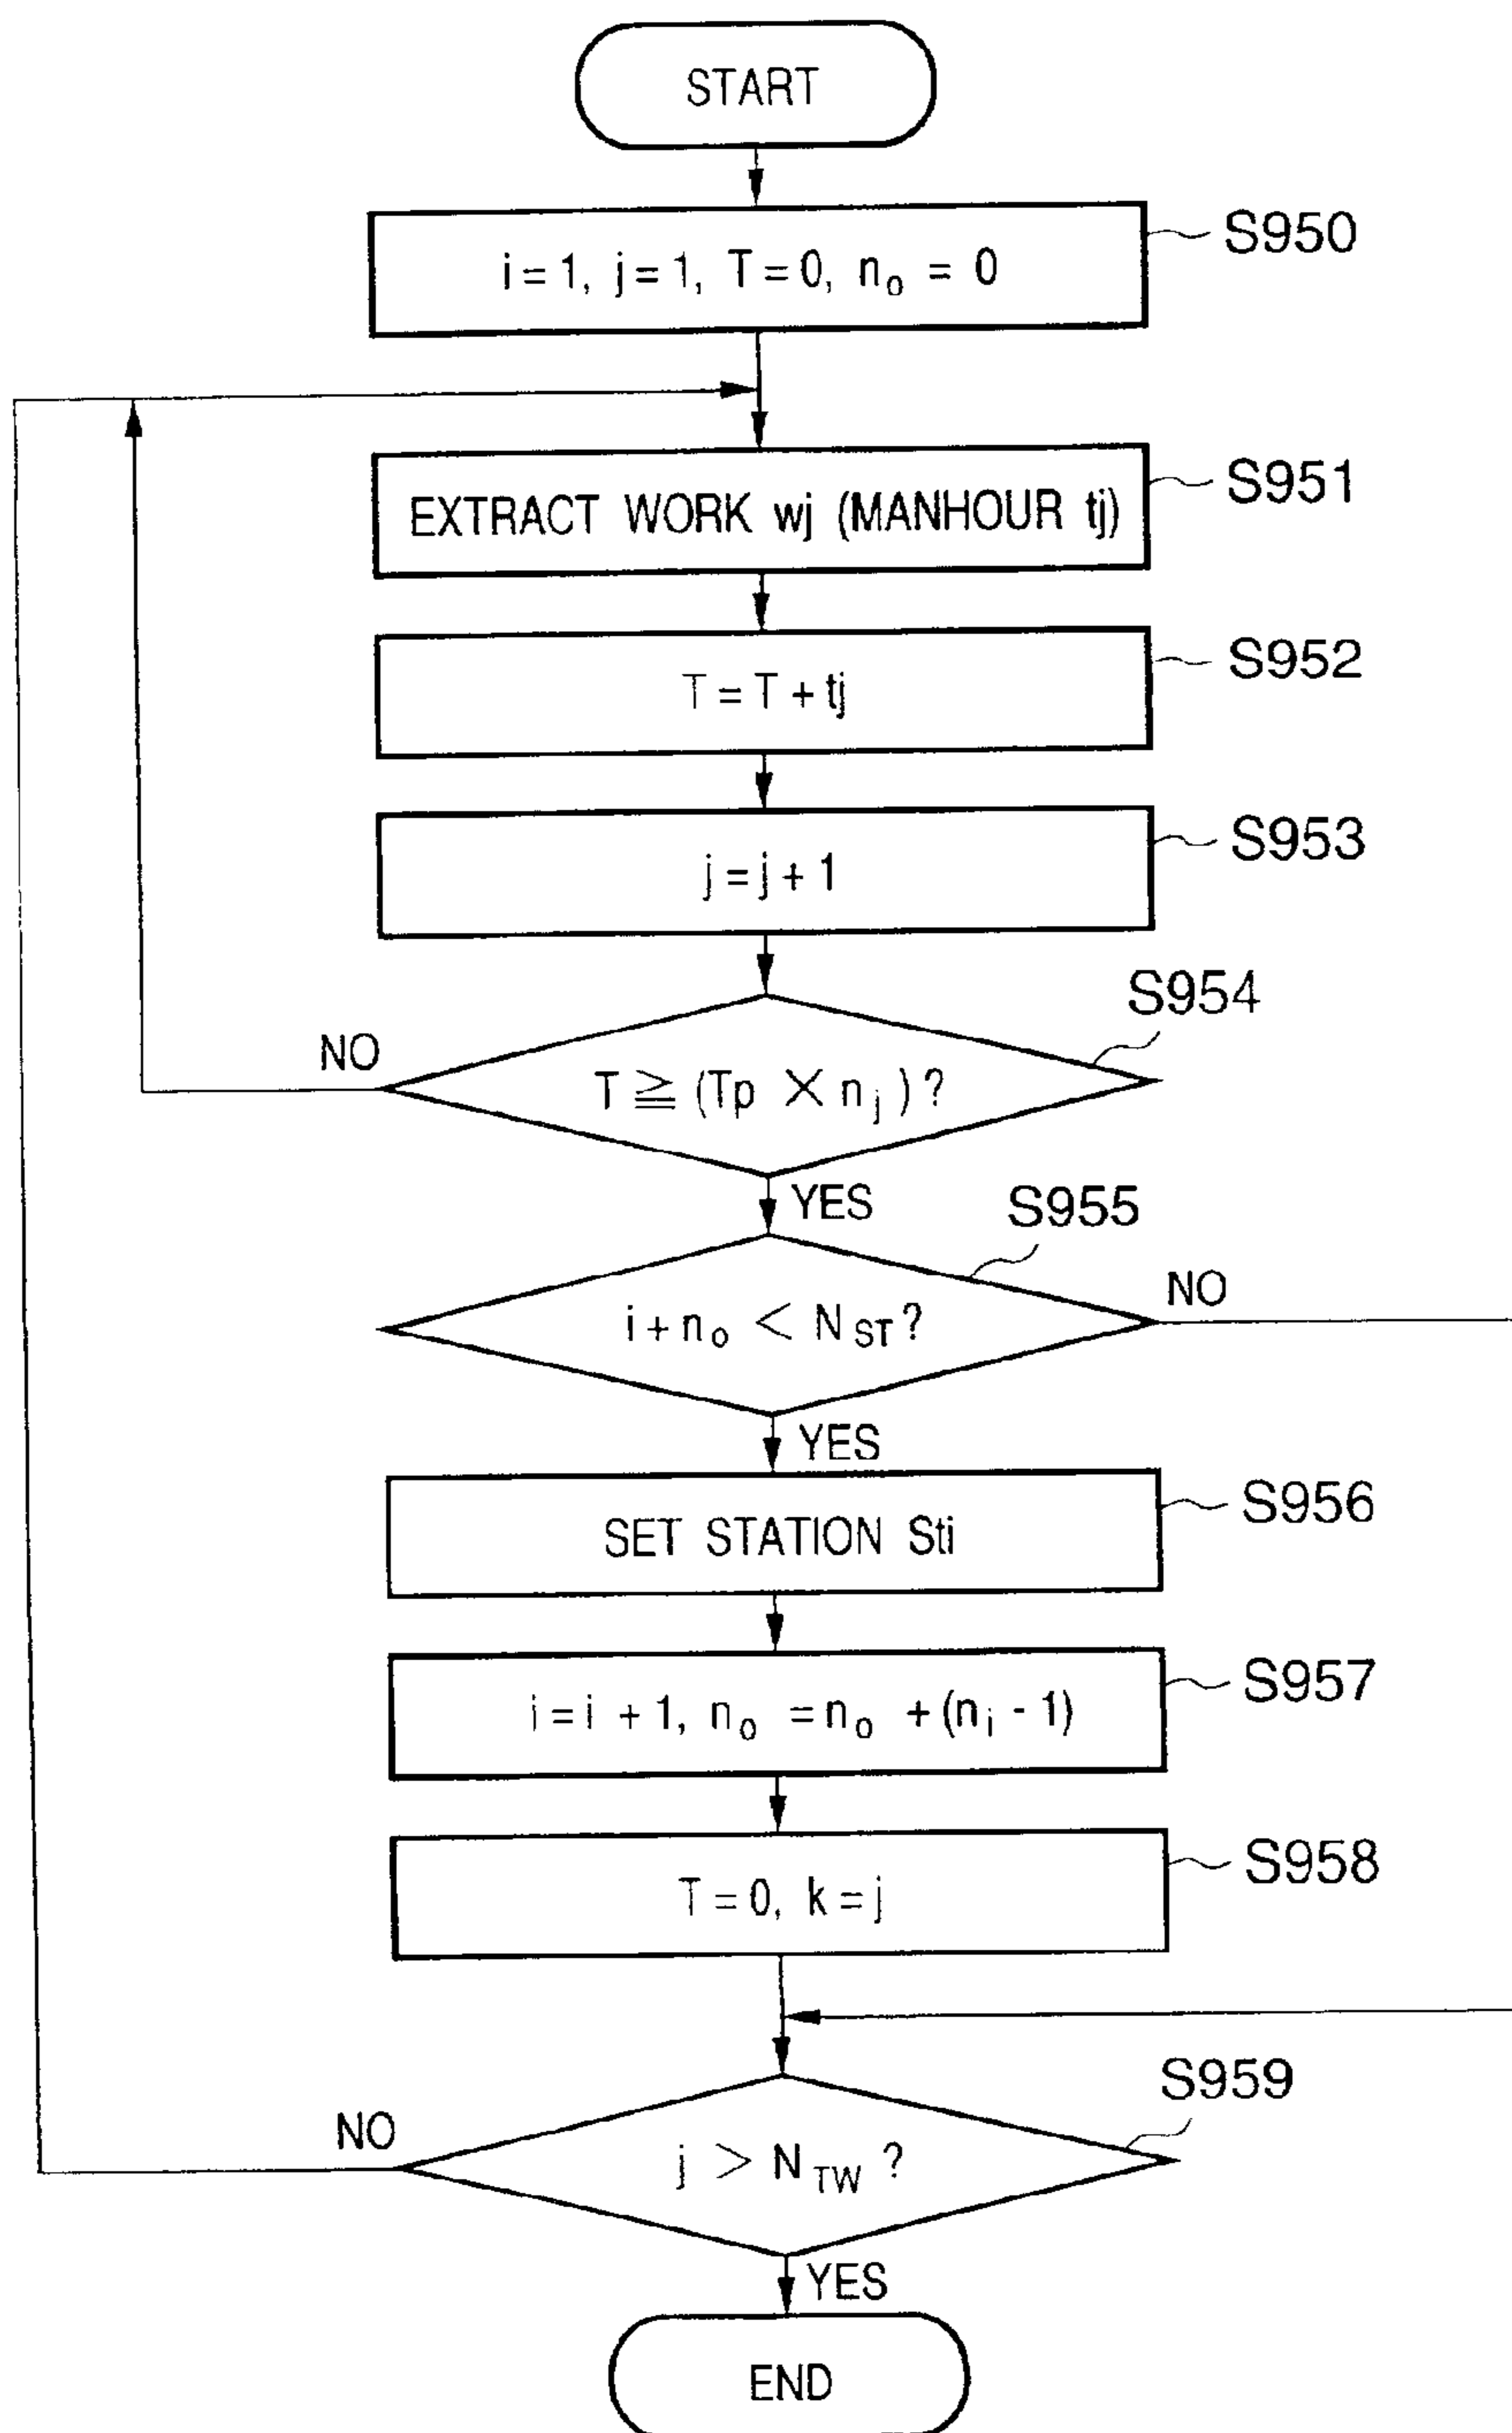 START
i = 1, j = 1, T = 0, n₀ = 0
S950
EXTRACT WORK wj (MANHOUR tj)
S951
T = T + tj
S952
j = j + 1
S953
S954
NO
T ≧ (Tp × nⱼ) ?
YES
S955
i + n₀ < N_ST ?
NO
YES
SET STATION Sti
S956
i = i + 1, n₀ = n₀ + (nᵢ - 1)
S957
T = 0, k = j
S958
S959
NO
j > N_TW ?
YES
END